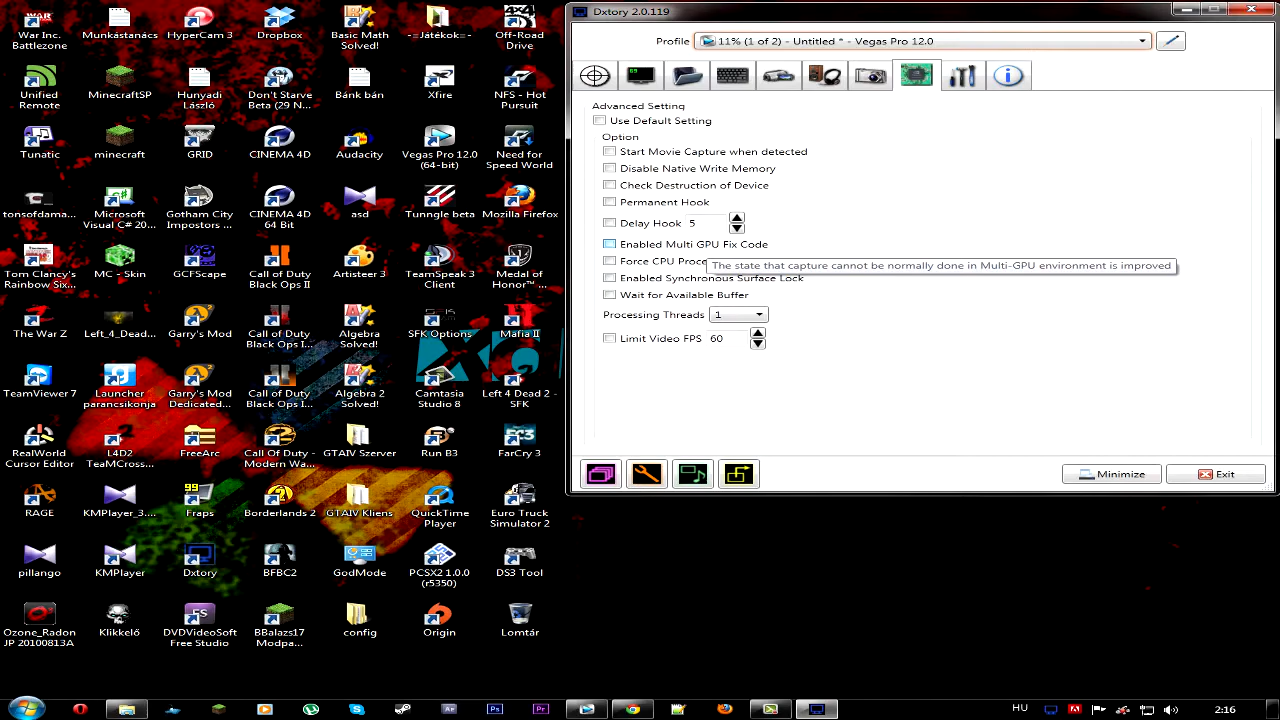 War Inc.
Battlezone
Munkástanács
HyperCam 3
Dropbox
Basic Math
Solved!
-=Játékok=-
Off-Road
Drive
Unified
Remote
MinecraftSP
Hunyadi
László
Don't Starve
Beta (29 N...
Bánk bán
Xfire
NFS - Hot
Pursuit
Tunatic
minecraft
GRID
CINEMA 4D
Audacity
Vegas Pro 12.0
(64-bit)
Need for
Speed World
tonsofdama...
Microsoft
Visual C# 20...
Gotham City
Impostors ...
CINEMA 4D
64 Bit
asd
Tunngle beta
Mozilla Firefox
Tom Clancy's
Rainbow Six...
MC - Skin
GCFScape
Call of Duty
Black Ops II
Artisteer 3
TeamSpeak 3
Client
Medal of
Honor™ ...
The War Z
Left_4_Dead...
Garry's Mod
Call of Duty
Black Ops I...
Algebra
Solved!
SFK Options
Mafia II
TeamViewer 7
Launcher
parancsikonja
Garry's Mod
Dedicated...
Call of Duty
Black Ops I...
Algebra 2
Solved!
Camtasia
Studio 8
Left 4 Dead 2 -
SFK
RealWorld
Cursor Editor
L4D2
TeaMCross...
FreeArc
Call Of Duty -
Modern Wa...
GTAIV Szerver
Run B3
FarCry 3
RAGE
KMPlayer_3....
99
Fraps
Borderlands 2
GTAIV Kliens
QuickTime
Player
Euro Truck
Simulator 2
pillango
KMPlayer
Dxtory
BFBC2
GodMode
PCSX2 1.0.0
(r5350)
DS3 Tool
Ozone_Radon
JP 20100813A
Klikkelő
FS
DVDVideoSoft
Free Studio
BBalazs17
Modpa...
config
Origin
Lomtár
Dxtory 2.0.119
Profile
11% (1 of 2) - Untitled * - Vegas Pro 12.0
Advanced Setting
Use Default Setting
Option
Start Movie Capture when detected
Disable Native Write Memory
Check Destruction of Device
Permanent Hook
Delay Hook 5
Enabled Multi GPU Fix Code
Force CPU Proce
The state that capture cannot be normally done in Multi-GPU environment is improved
Enabled Synchronous Surface Lock
Wait for Available Buffer
Processing Threads 1
Limit Video FPS 60
Minimize
Exit
Ae
Ps
Pr
HU
2:16